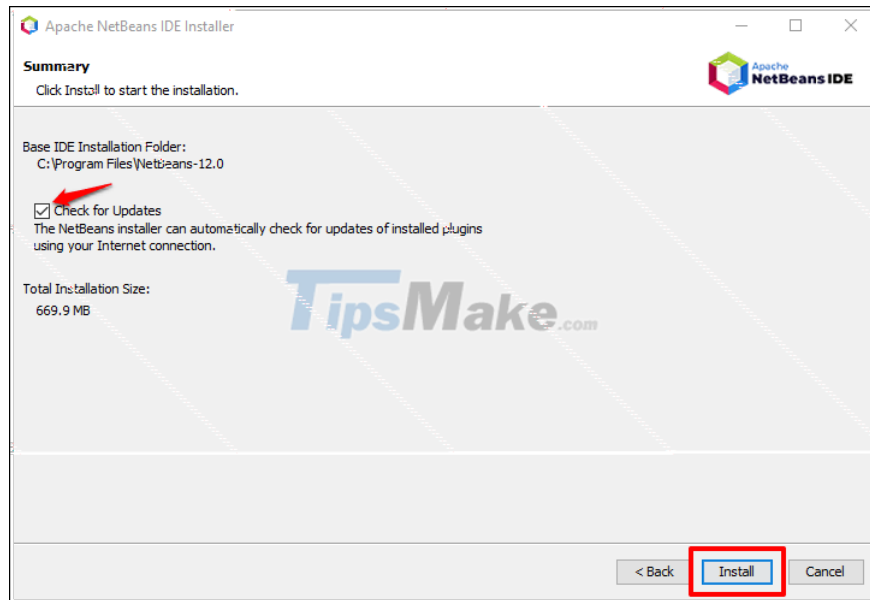 Apache NetBeans IDE Installer
Summary
Click Install to start the installation.
Apache
NetBeans IDE
Base IDE Installation Folder:
C:\Program Files\NetBeans-12.0
Check for Updates
The NetBeans installer can automatically check for updates of installed plugins
using your Internet connection.
Total Installation Size:
669.9 MB
TipsMake.com
< Back
Install
Cancel